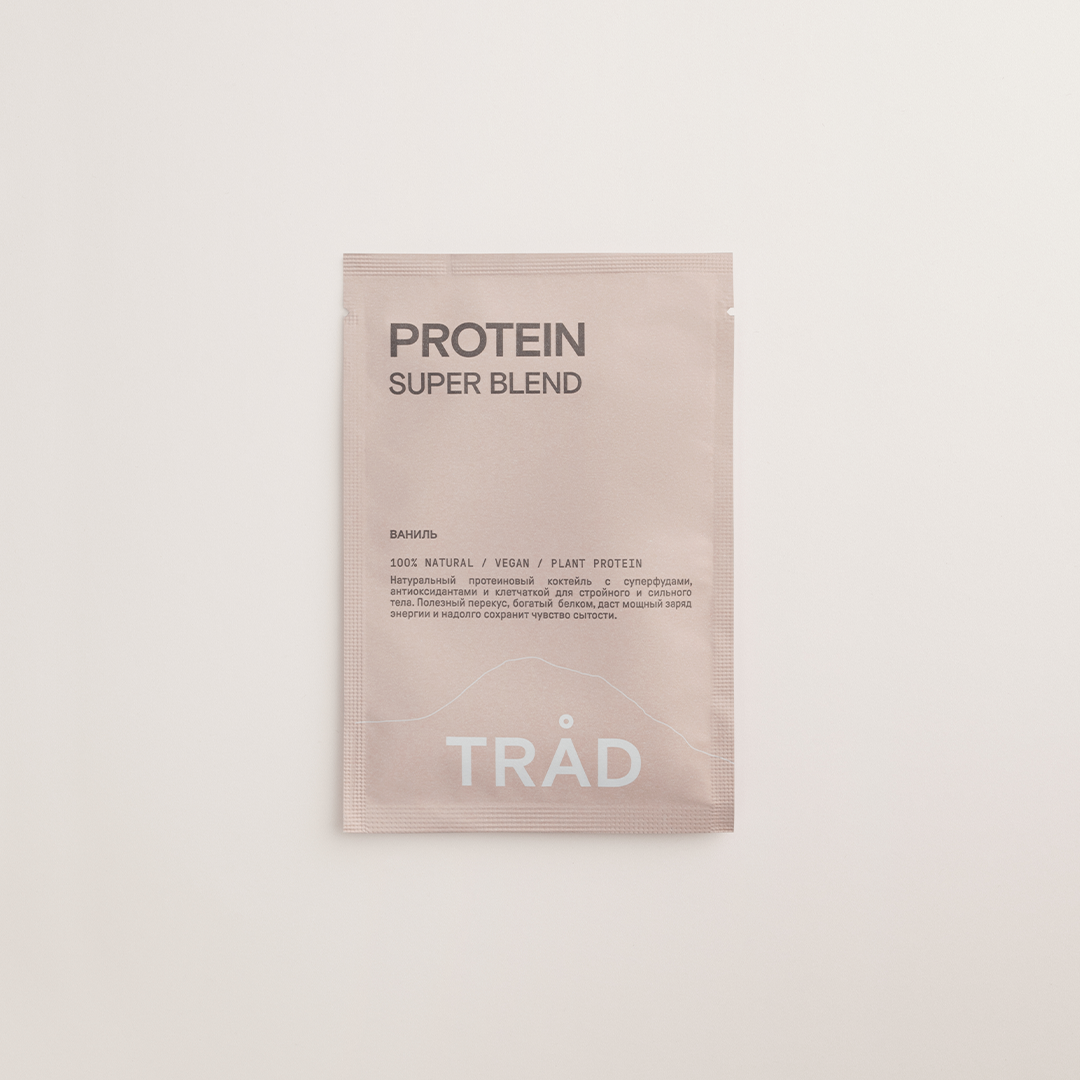 PROTEIN
SUPER BLEND
ВАНИЛЬ
100% NATURAL / VEGAN / PLANT PROTEIN
Натуральный протеиновый коктейль с суперфудами,
антиоксидантами и клетчаткой для стройного и сильного
тела. Полезный перекус, богатый белком, даст мощный заряд
энергии и надолго сохранит чувство сытости.
TRÅD